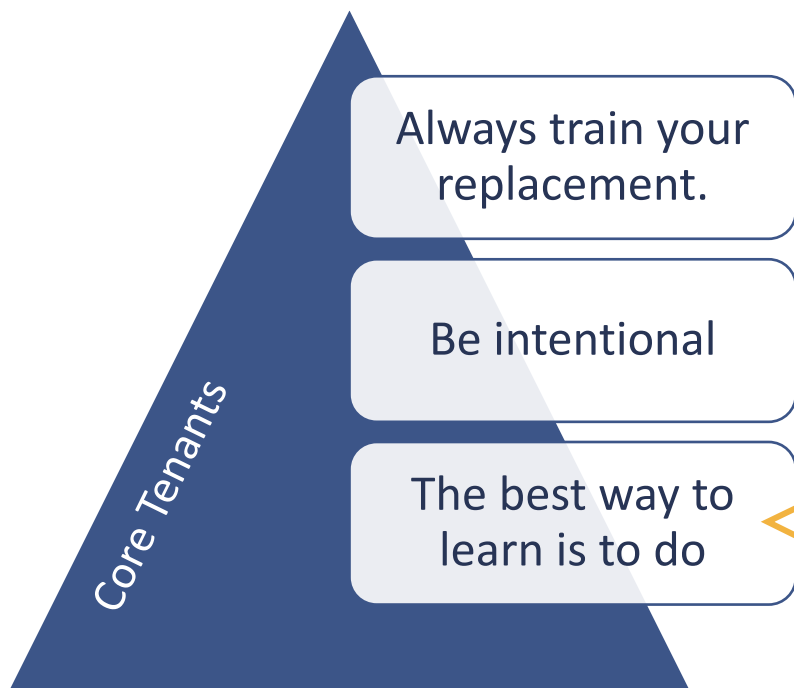 Always train your
replacement.
Be intentional
The best way to
learn is to do
Core Tenants